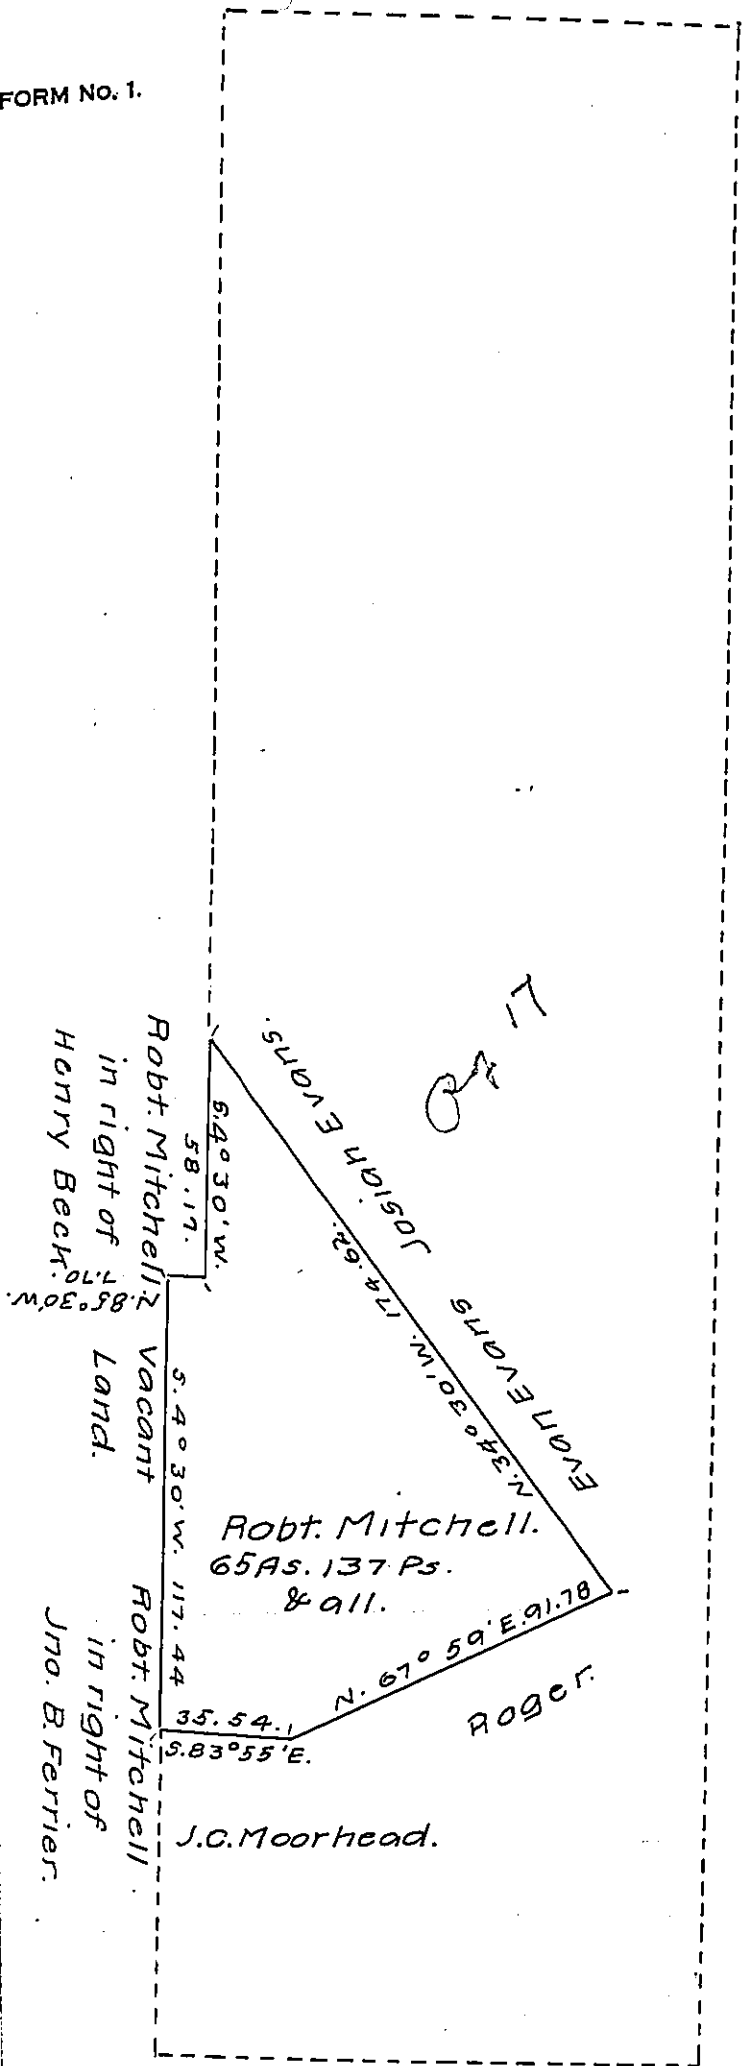 FORM No. 1.
Josiah Evans.
Evan Evans
N.34°30'W. 174.62.
S.4°30'W.
58.17.
Robt. Mitchell
in right of
Henry Beck.
N.85°30'W.
7.70
Vacant
Land.
S.4°30'W. 117.44
Robt. Mitchell.
65As. 137 Ps.
& all.
N. 67° 59' E. 91.78
Roger.
35.54.
S.83°55'E.
Robt. Mitchell
in right of
Jno. B. Ferrier.
J.C. Moorhead.
17